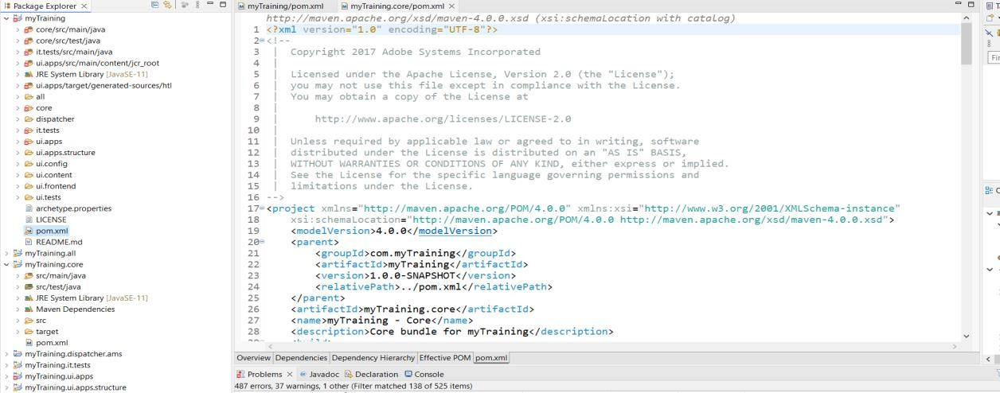 Package Explorer
myTraining
core/src/main/java
core/src/test/java
it.tests/src/main/java
ui.apps/src/main/content/jcr_root
JRE System Library [JavaSE-11]
ui.apps/target/generated-sources/htl
all
core
dispatcher
it.tests
ui.apps
ui.apps.structure
ui.config
ui.content
ui.frontend
ui.tests
archetype.properties
LICENSE
pom.xml
README.md
myTraining.all
myTraining.core
src/main/java
src/test/java
JRE System Library [JavaSE-11]
Maven Dependencies
src
target
pom.xml
myTraining.dispatcher.ams
myTraining.it.tests
myTraining.ui.apps
myTraining.ui.apps.structure
myTraining/pom.xml myTraining.core/pom.xml
http://maven.apache.org/xsd/maven-4.0.0.xsd (xsi:schemaLocation with catalog)
1 <?xml version="1.0" encoding="UTF-8"?>
2 <!--
3 | Copyright 2017 Adobe Systems Incorporated
4 |
5 | Licensed under the Apache License, Version 2.0 (the "License");
6 | you may not use this file except in compliance with the License.
7 | You may obtain a copy of the License at
8 |
9 | http://www.apache.org/licenses/LICENSE-2.0
10 |
11 | Unless required by applicable law or agreed to in writing, software
12 | distributed under the License is distributed on an "AS IS" BASIS,
13 | WITHOUT WARRANTIES OR CONDITIONS OF ANY KIND, either express or implied.
14 | See the License for the specific language governing permissions and
15 | limitations under the License.
16 -->
17 <project xmlns="http://maven.apache.org/POM/4.0.0" xmlns:xsi="http://www.w3.org/2001/XMLSchema-instance"
18 xsi:schemaLocation="http://maven.apache.org/POM/4.0.0 http://maven.apache.org/xsd/maven-4.0.0.xsd">
19 <modelVersion>4.0.0</modelVersion>
20 <parent>
21 <groupId>com.myTraining</groupId>
22 <artifactId>myTraining</artifactId>
23 <version>1.0.0-SNAPSHOT</version>
24 <relativePath>../pom.xml</relativePath>
25 </parent>
26 <artifactId>myTraining.core</artifactId>
27 <name>myTraining - Core</name>
28 <description>Core bundle for myTraining</description>
Overview Dependencies Dependency Hierarchy Effective POM pom.xml
Problems Javadoc Declaration Console
487 errors, 37 warnings, 1 other (Filter matched 138 of 525 items)